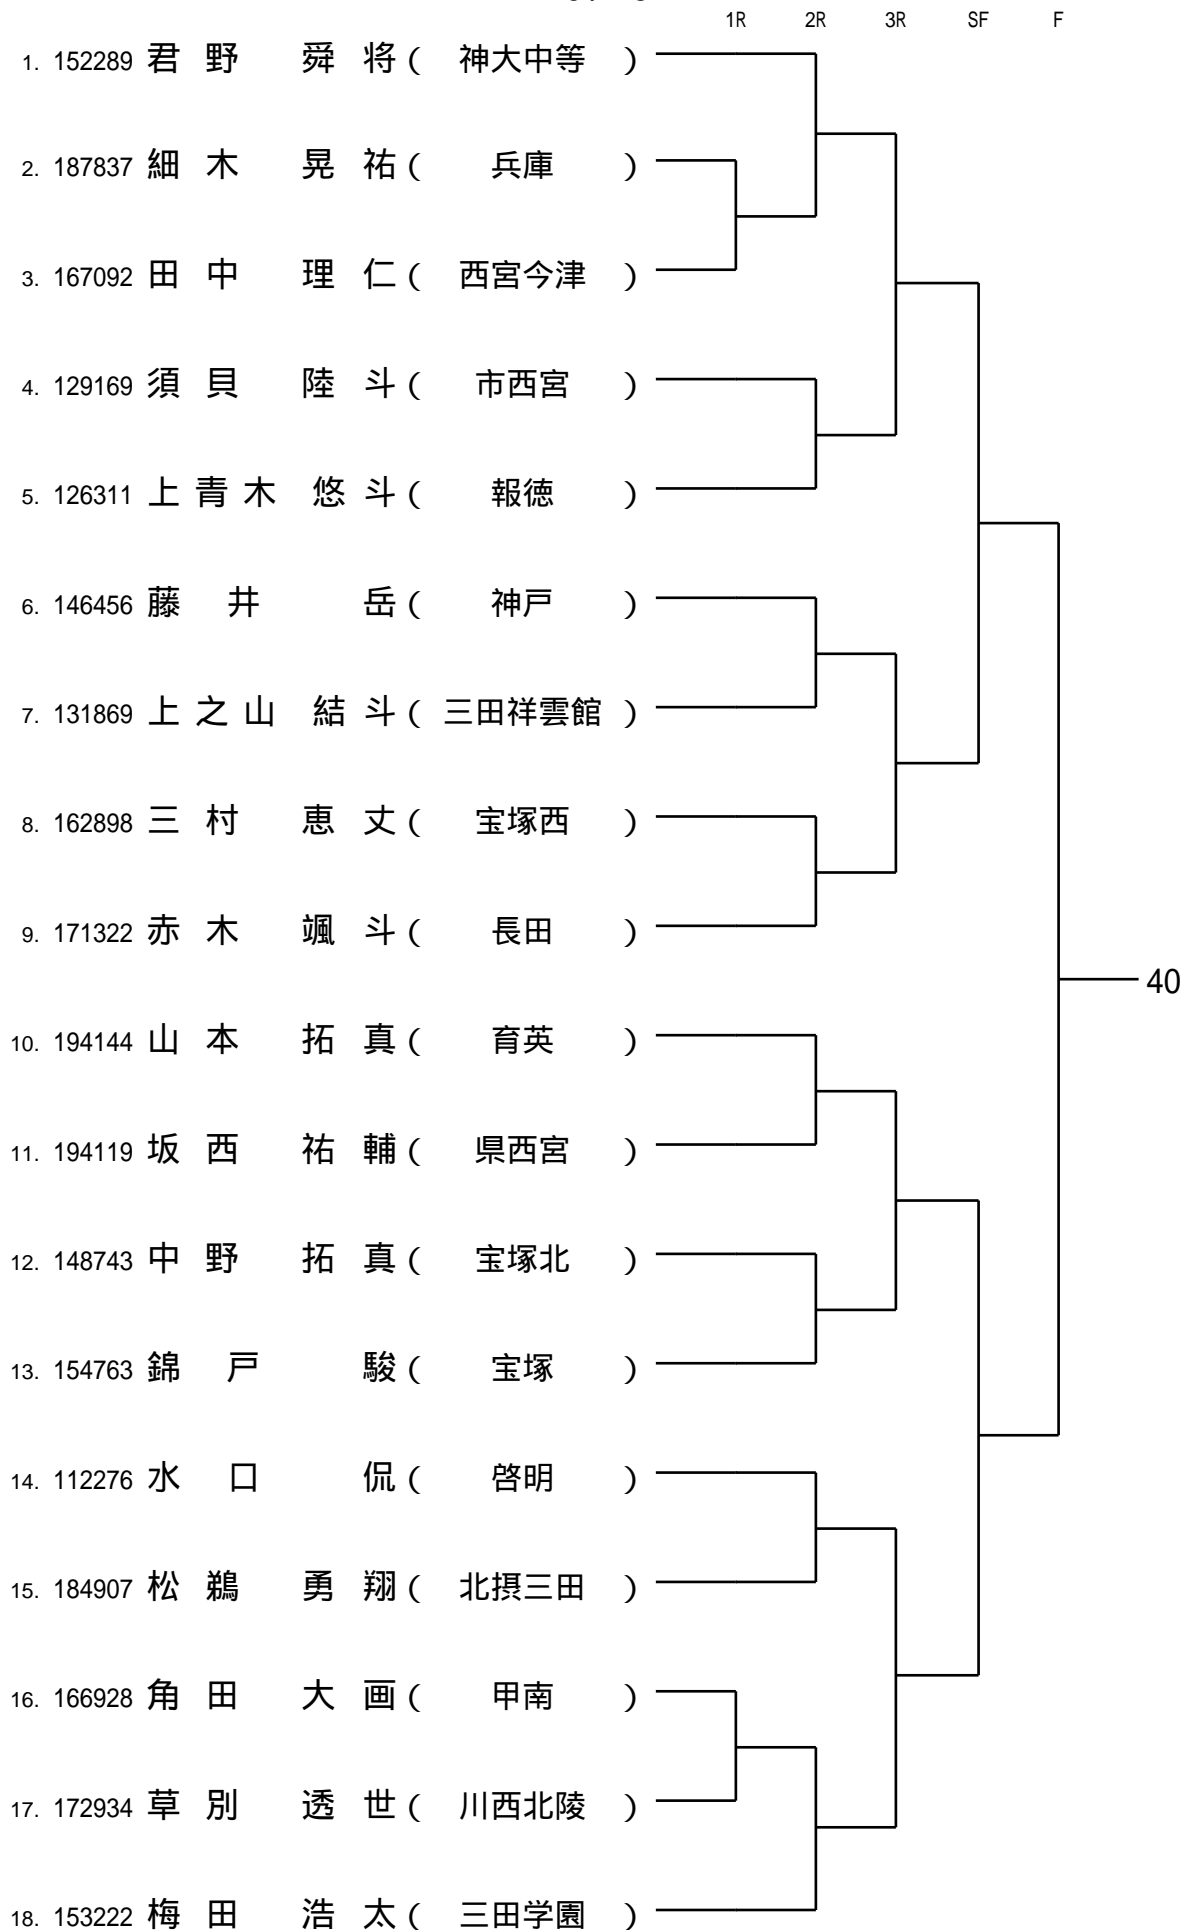 1R 2R 3R SF F
1. 152289 君野 舜将 ( 神大中等 )
2. 187837 細木 晃祐 ( 兵庫 )
3. 167092 田中 理仁 ( 西宮今津 )
4. 129169 須貝 陸斗 ( 市西宮 )
5. 126311 上青木 悠斗 ( 報徳 )
6. 146456 藤井 岳 ( 神戸 )
7. 131869 上之山 結斗 ( 三田祥雲館 )
8. 162898 三村 恵丈 ( 宝塚西 )
9. 171322 赤木 颯斗 ( 長田 )
40
10. 194144 山本 拓真 ( 育英 )
11. 194119 坂西 祐輔 ( 県西宮 )
12. 148743 中野 拓真 ( 宝塚北 )
13. 154763 錦戸 駿 ( 宝塚 )
14. 112276 水口 侃 ( 啓明 )
15. 184907 松鵜 勇翔 ( 北摂三田 )
16. 166928 角田 大画 ( 甲南 )
17. 172934 草別 透世 ( 川西北陵 )
18. 153222 梅田 浩太 ( 三田学園 )